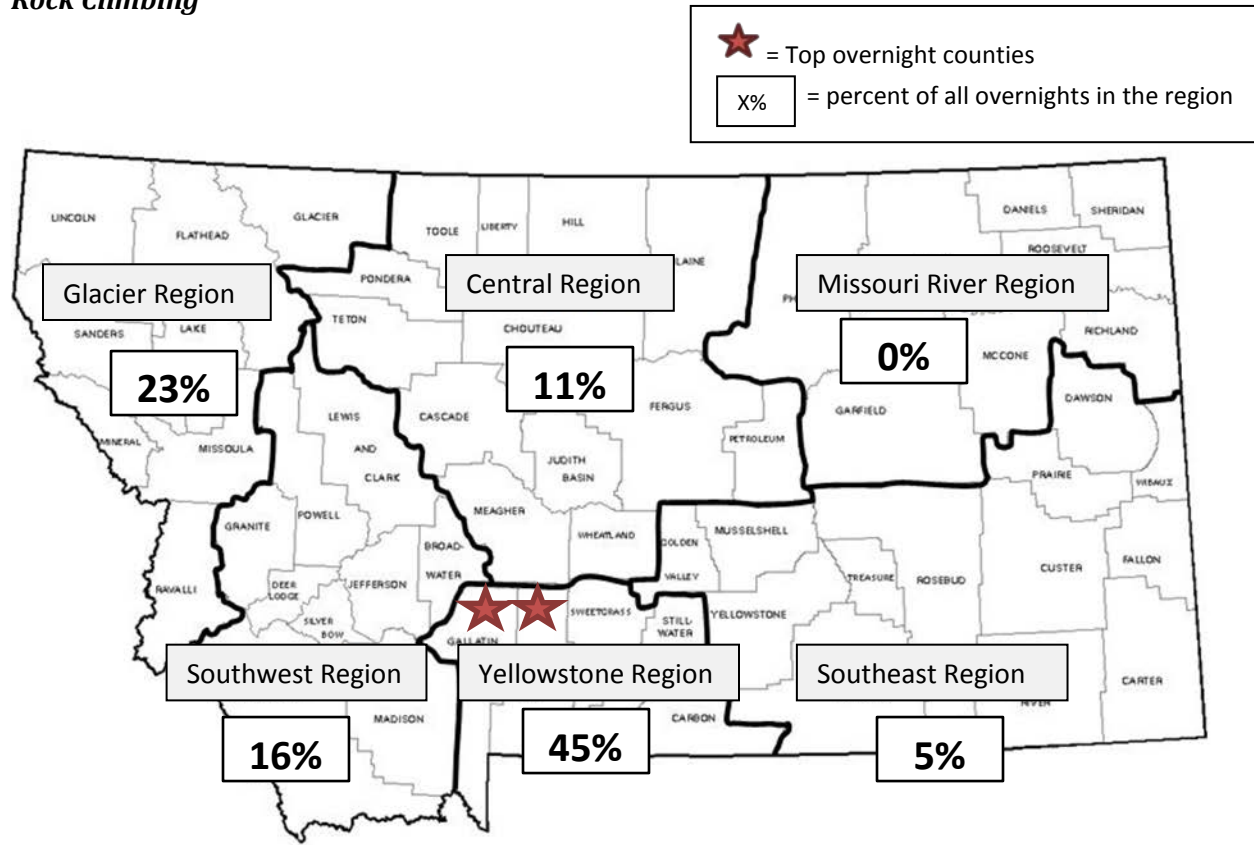 Rock Climbing
= Top overnight counties
X% = percent of all overnights in the region
LINCOLN
FLATHEAD
GLACIER
TOOLE
LIBERTY
HILL
LAINE
DANIELS
SHERIDAN
ROOSEVELT
PONDERA
PH
Glacier Region
Central Region
Missouri River Region
TETON
CHOUTEAU
SANDERS
LAKE
RICHLAND
MCCONE
23%
11%
0%
LEWIS
AND
CLARK
CASCADE
FERGUS
PETROLEUM
GARFIELD
DAWSON
MINERAL
MISSOULA
JUDITH
BASIN
PRAIRIE
WIBAUX
GRANITE
POWELL
MEAGHER
WHEATLAND
GOLDEN
VALLEY
MUSSELSHELL
BROAD-
WATER
FALLON
CUSTER
RAVALLI
DEER
LODGE
JEFFERSON
TREASURE
ROSEBUD
SILVER
BOW
GALLATIN
SWEETGRASS
STILL-
WATER
YELLOWSTONE
Southwest Region
Yellowstone Region
Southeast Region
CARTER
MADISON
CARBON
RIVER
16%
45%
5%